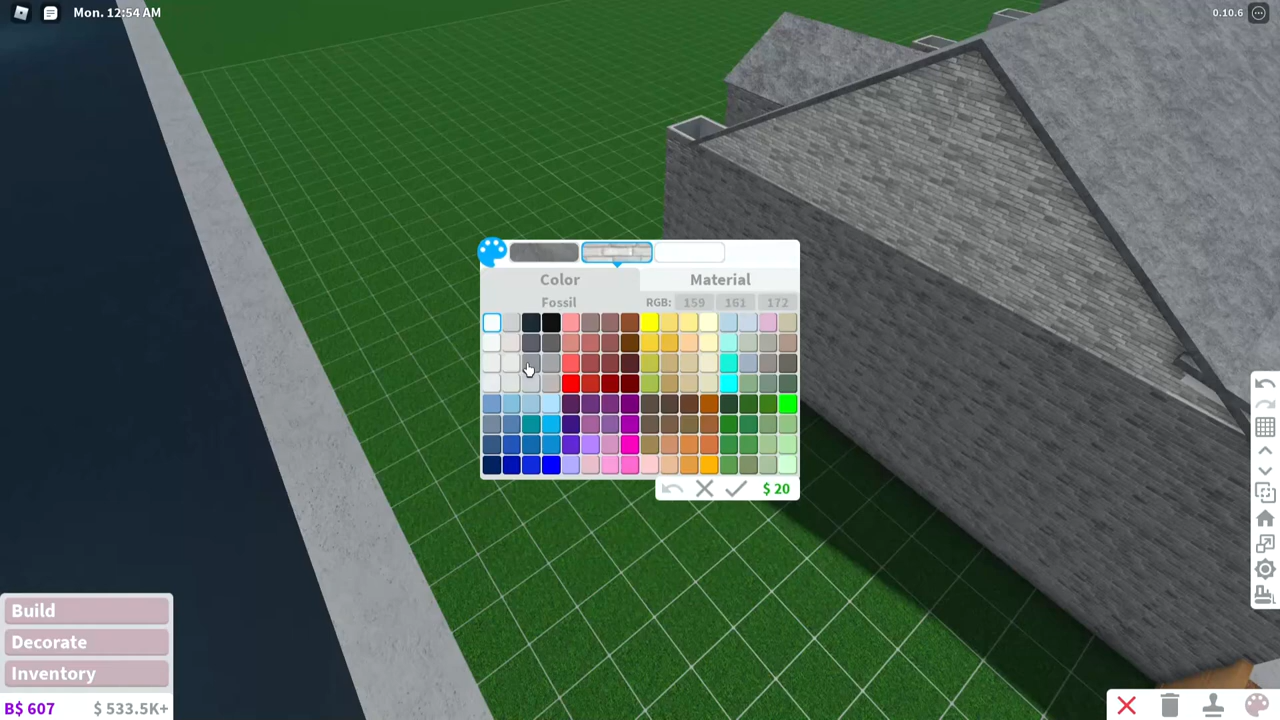 Mon. 12:54 AM
0.10.6
Color
Material
Fossil
RGB: 159 161 172
$ 20
Build
Decorate
Inventory
B$ 607 $ 533.5K+